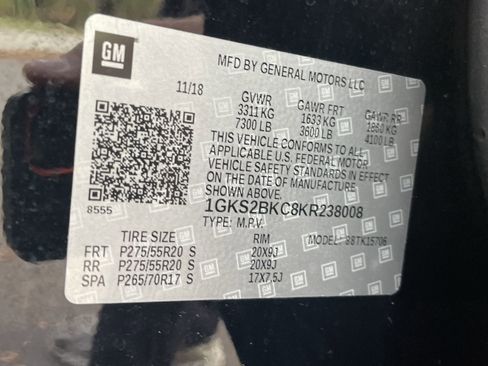 GM
MFD BY GENERAL MOTORS LLC
11/18
GVWR GAWR FRT GAWR RR
3311 KG 1633 KG 1860 KG
7300 LB 3600 LB 4100 LB
THIS VEHICLE CONFORMS TO ALL
APPLICABLE U.S. FEDERAL MOTOR
VEHICLE SAFETY STANDARDS IN EFFECT
ON THE DATE OF MANUFACTURE
SHOWN ABOVE.
8555
1GKS2BKC8KR238008
TYPE: M.P.V.
TIRE SIZE RIM MODEL:
FRT P275/55R20 S 20X9J
RR P275/55R20 S 20X9J
SPA P265/70R17 S 17X7.5J